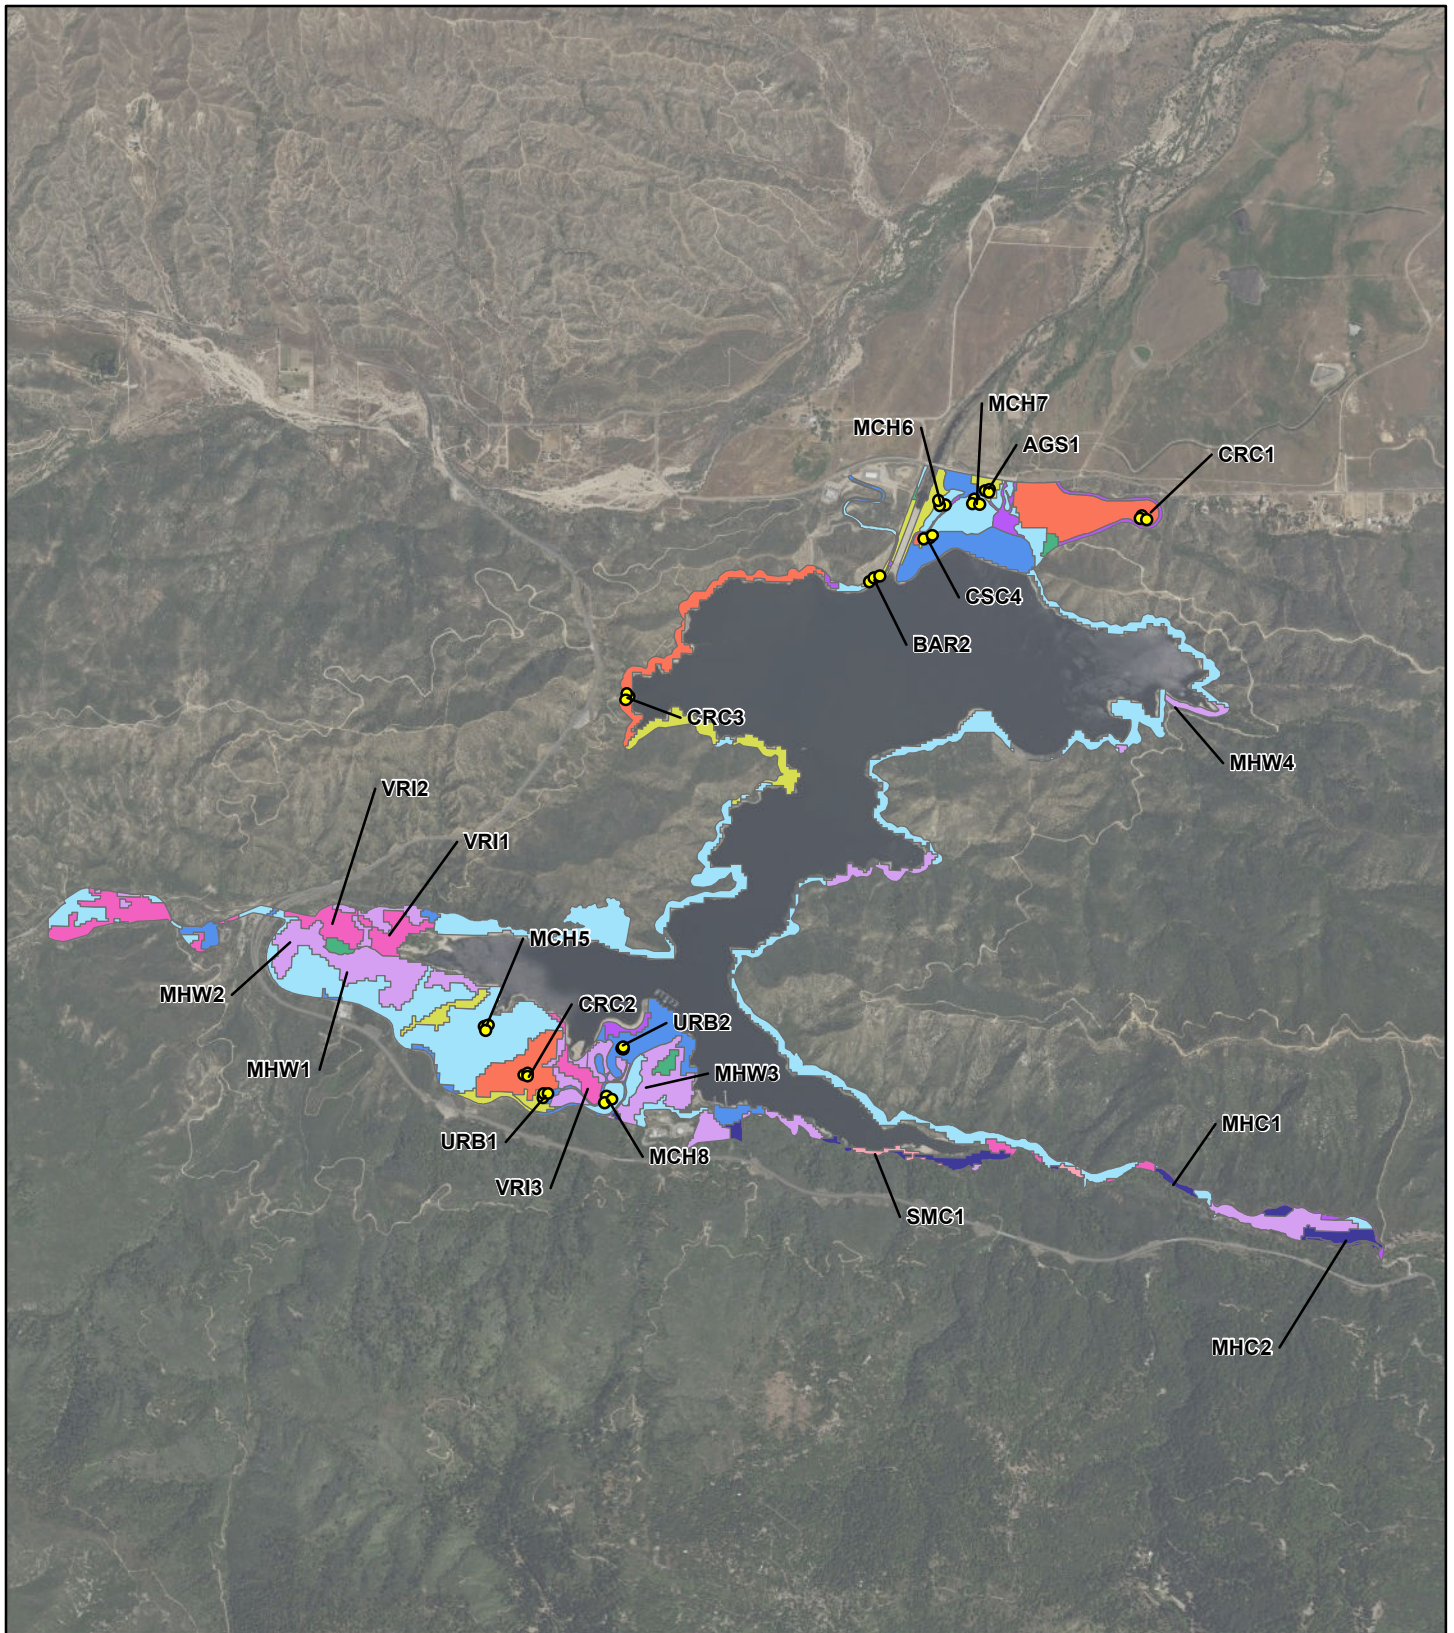 MCH7
MCH6
AGS1
CRC1
CSC4
BAR2
CRC3
MHW4
VRI2
VRI1
MCH5
MHW2
CRC2
URB2
MHW1
MHW3
MHC1
URB1
MCH8
VRI3
SMC1
MHC2